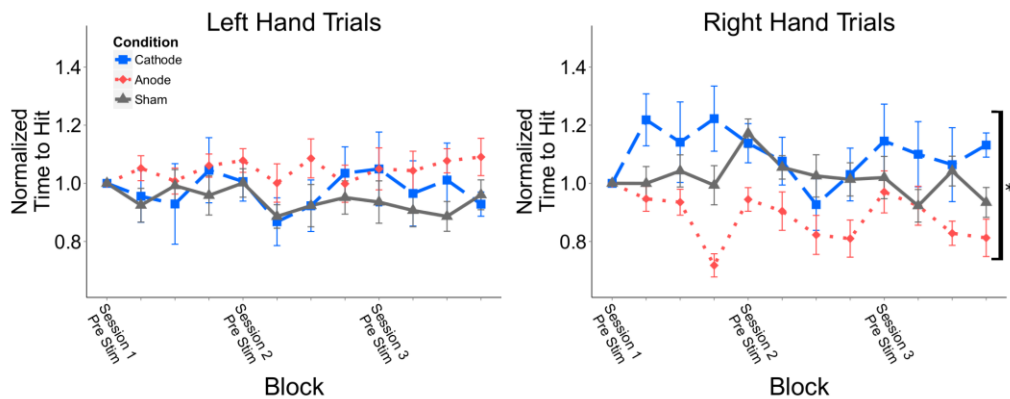 Left Hand Trials
Condition
Cathode
Anode
Sham
Normalized
Time to Hit
1.4
1.2
1.0
0.8
Session 1
Pre Stim
Session 2
Pre Stim
Session 3
Pre Stim
Block
Right Hand Trials
Normalized
Time to Hit
1.4
1.2
1.0
0.8
*
Session 1
Pre Stim
Session 2
Pre Stim
Session 3
Pre Stim
Block